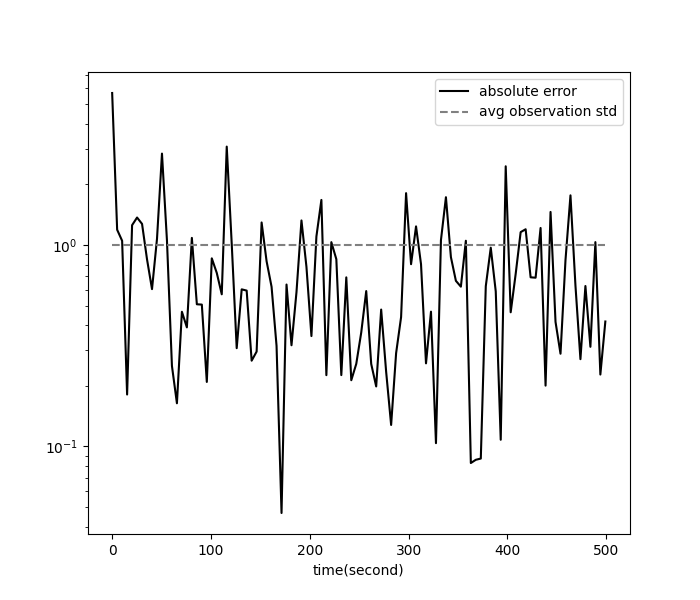 absolute error
avg observation std
10⁰
10⁻¹
0 100 200 300 400 500
time(second)